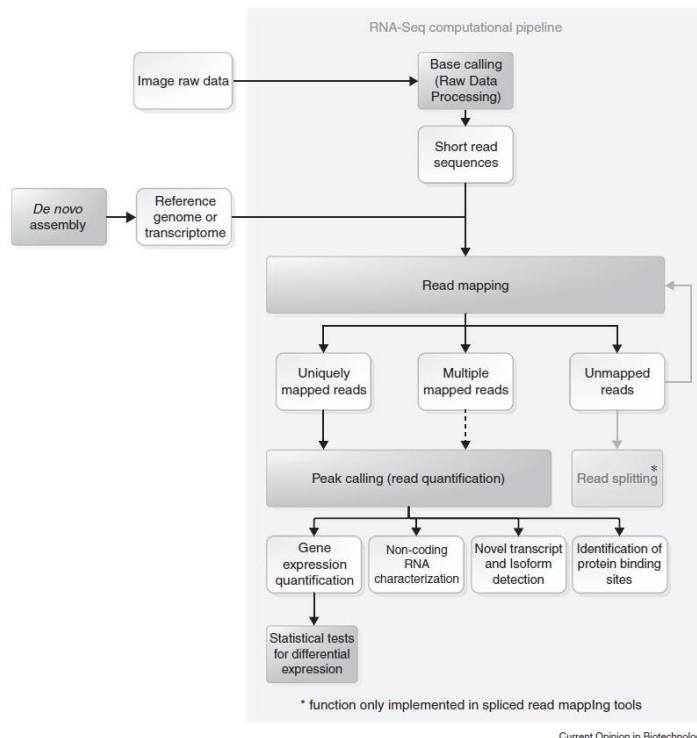 RNA-Seq computational pipeline
Image raw data
Base calling
(Raw Data
Processing)
Short read
sequences
De novo
assembly
Reference
genome or
transcriptome
Read mapping
Uniquely
mapped reads
Multiple
mapped reads
Unmapped
reads
Peak calling (read quantification)
Read splitting*
Gene
expression
quantification
Non-coding
RNA
characterization
Novel transcript
and Isoform
detection
Identification of
protein binding
sites
Statistical tests
for differential
expression
* function only implemented in spliced read mappIng tools
Current Opinion in Biotechnolo